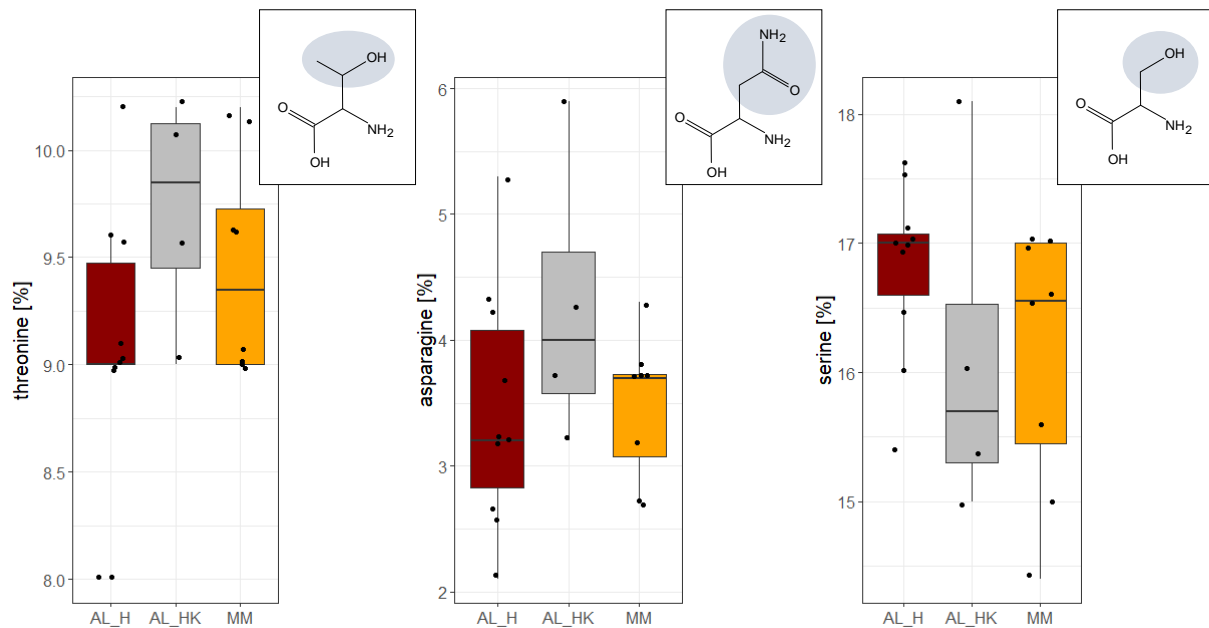 threonine [%]
10.0
9.5
9.0
8.5
8.0
AL_H AL_HK MM
OH
O
NH2
OH
asparagine [%]
6
5
4
3
2
AL_H AL_HK MM
NH2
O
O
NH2
OH
serine [%]
18
17
16
15
AL_H AL_HK MM
OH
O
NH2
OH